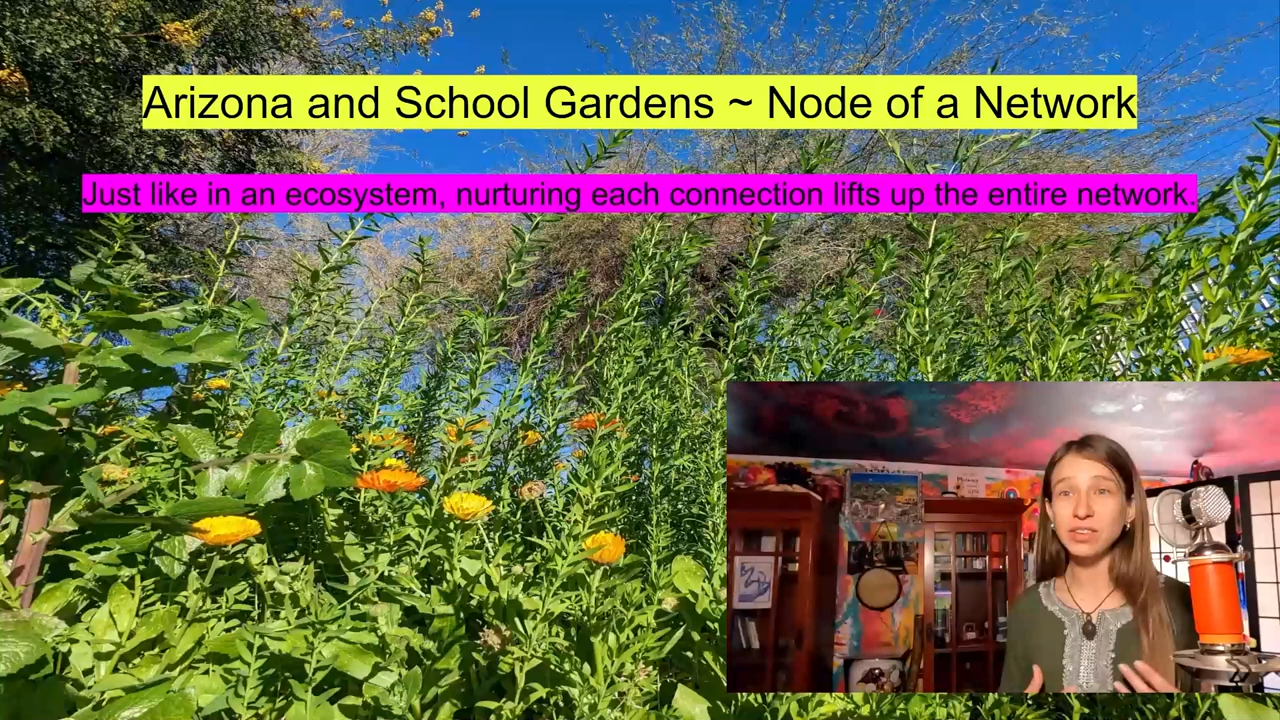 Arizona and School Gardens ~ Node of a Network
Just like in an ecosystem, nurturing each connection lifts up the entire network.